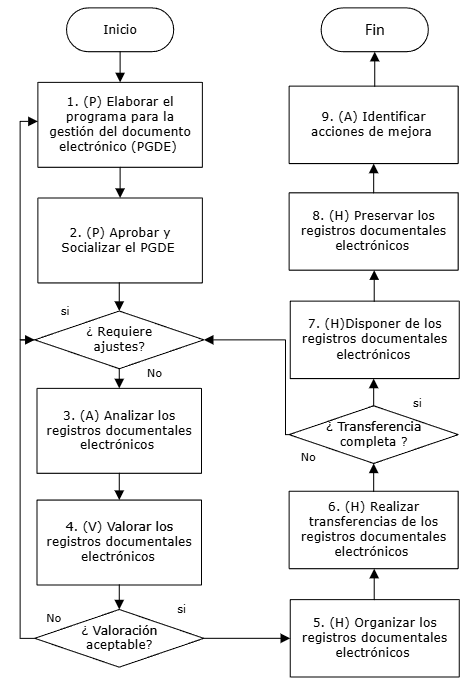 Inicio
1. (P) Elaborar el
programa para la
gestión del documento
electrónico (PGDE)
2. (P) Aprobar y
Socializar el PGDE
si
¿ Requiere
ajustes?
No
3. (A) Analizar los
registros documentales
electrónicos
4. (V) Valorar los
registros documentales
electrónicos
No
si
¿ Valoración
aceptable?
5. (H) Organizar los
registros documentales
electrónicos
6. (H) Realizar
transferencias de los
registros documentales
electrónicos
No
¿ Transferencia
completa ?
si
7. (H)Disponer de los
registros documentales
electrónicos
8. (H) Preservar los
registros documentales
electrónicos
9. (A) Identificar
acciones de mejora
Fin